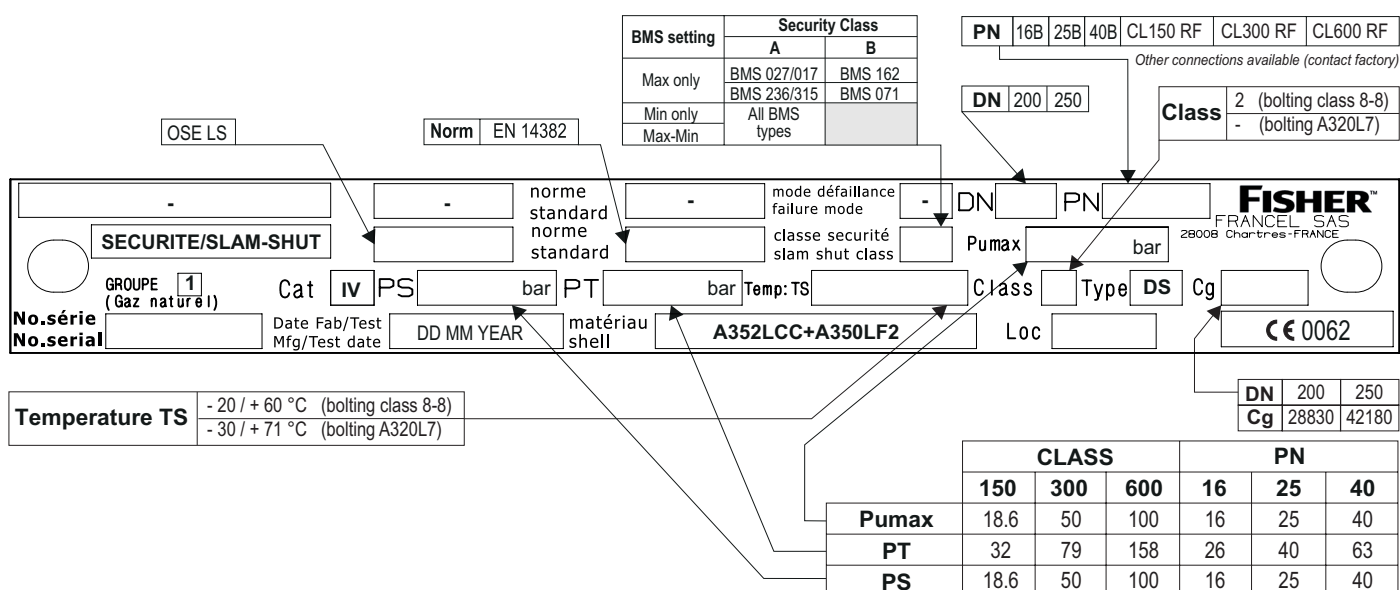 BMS setting Security Class
A B
Max only BMS 027/017 BMS 162
BMS 236/315 BMS 071
Min only All BMS types
Max-Min
PN 16B 25B 40B CL150 RF CL300 RF CL600 RF
Other connections available (contact factory)
DN 200 250
Class 2 (bolting class 8-8)
- (bolting A320L7)
OSE LS
Norm EN 14382
- - norme standard - mode défaillance failure mode - DN PN FISHER™
FRANCEL SAS
28008 Chartres-FRANCE
SECURITE/SLAM-SHUT norme standard classe securité slam shut class Pumax bar
GROUPE 1 (Gaz naturel) Cat IV PS bar PT bar Temp: TS Class Type DS Cg
No.série No.serial Date Fab/Test Mfg/Test date DD MM YEAR matériau shell A352LCC+A350LF2 Loc CE 0062
Temperature TS - 20 / + 60 °C (bolting class 8-8)
- 30 / + 71 °C (bolting A320L7)
DN 200 250
Cg 28830 42180
CLASS PN
150 300 600 16 25 40
Pumax 18.6 50 100 16 25 40
PT 32 79 158 26 40 63
PS 18.6 50 100 16 25 40